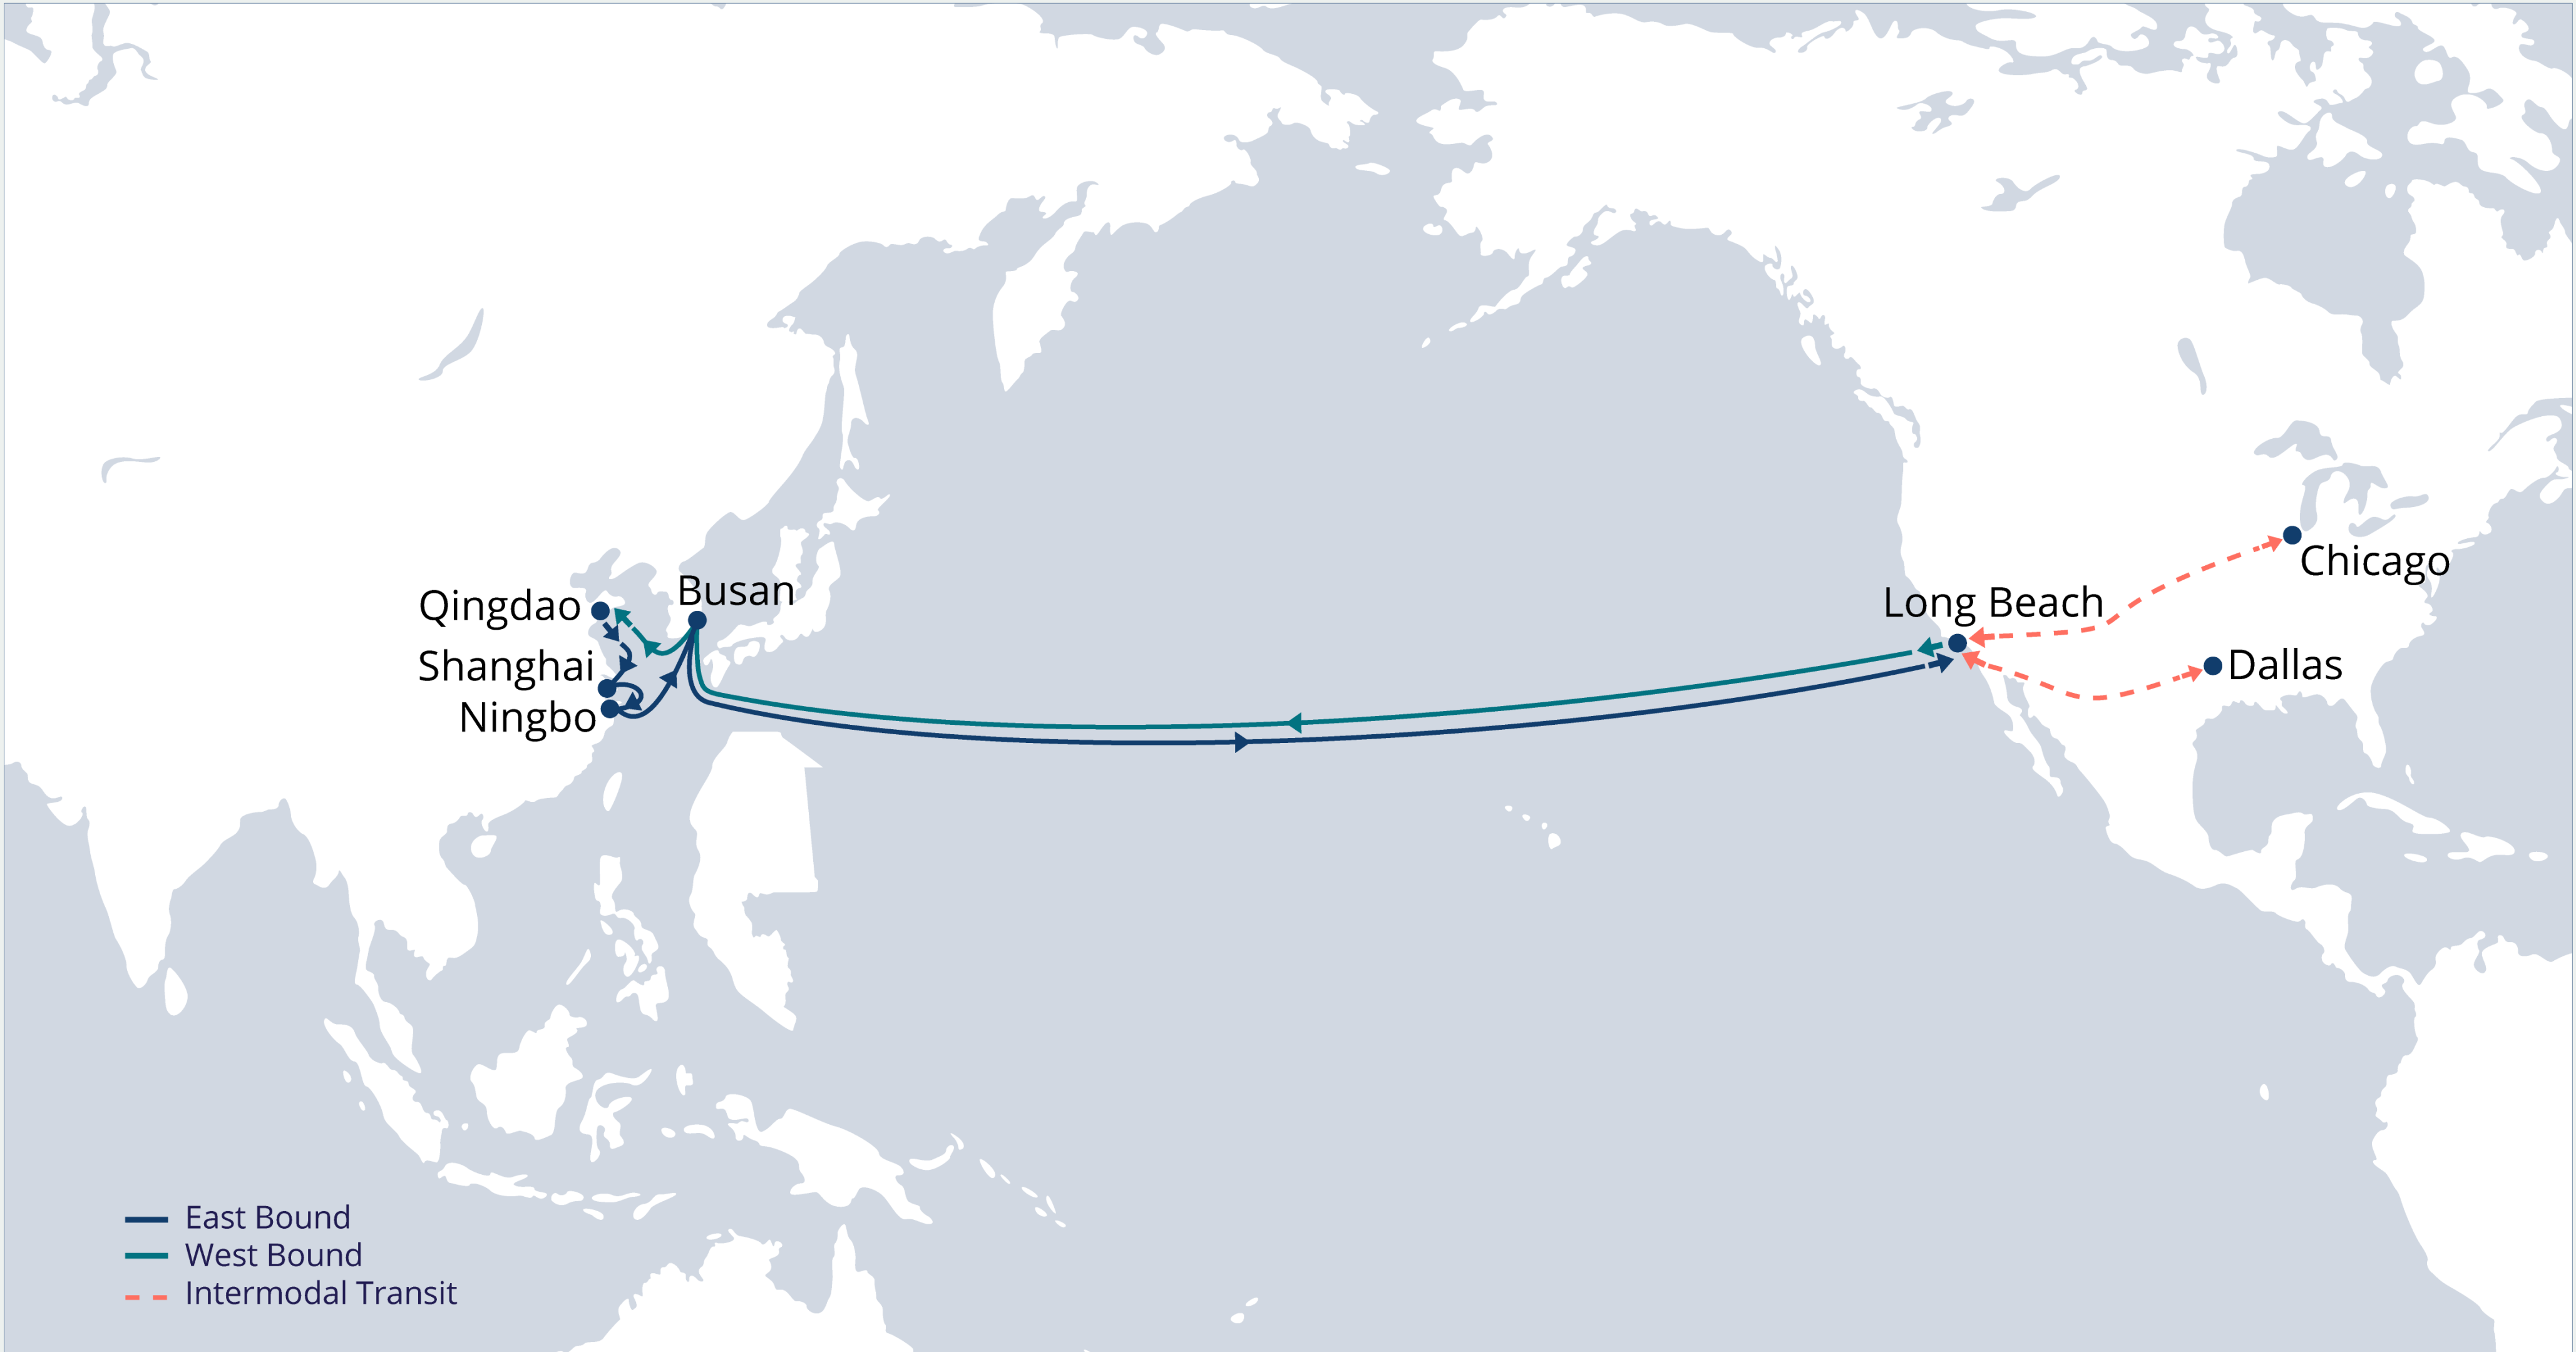 Qingdao
Busan
Shanghai
Ningbo
Long Beach
Chicago
Dallas
East Bound
West Bound
Intermodal Transit